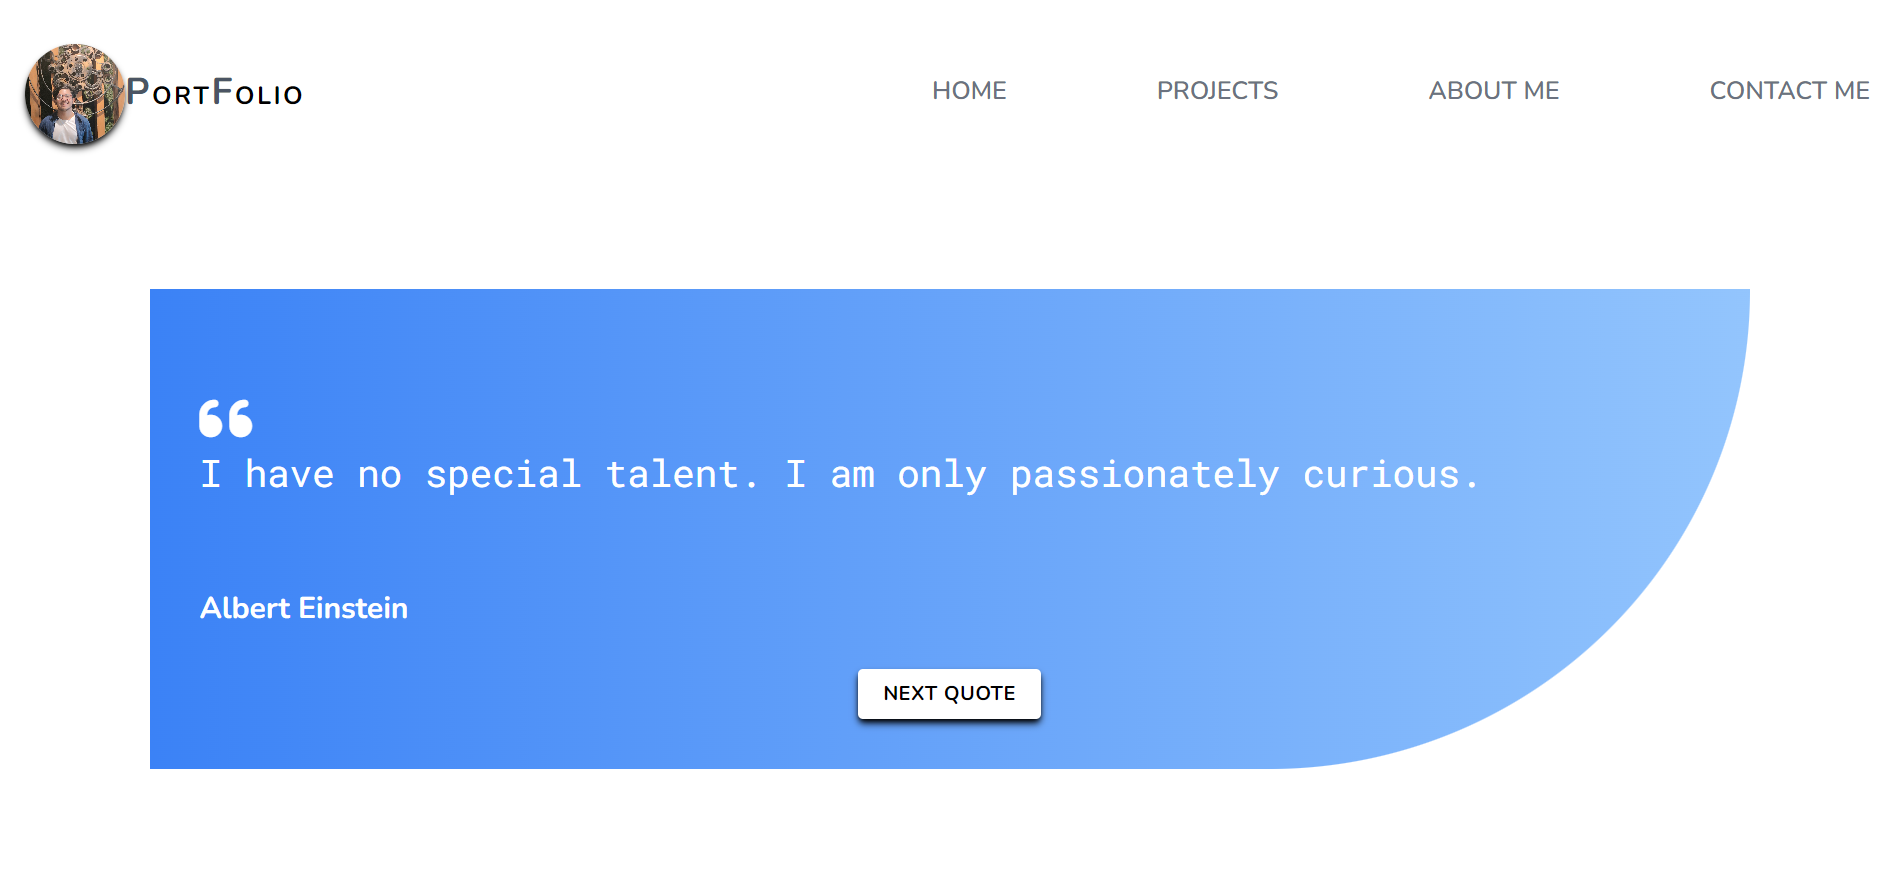 PORTFOLIO
HOME PROJECTS ABOUT ME CONTACT ME
“
I have no special talent. I am only passionately curious.
Albert Einstein
NEXT QUOTE